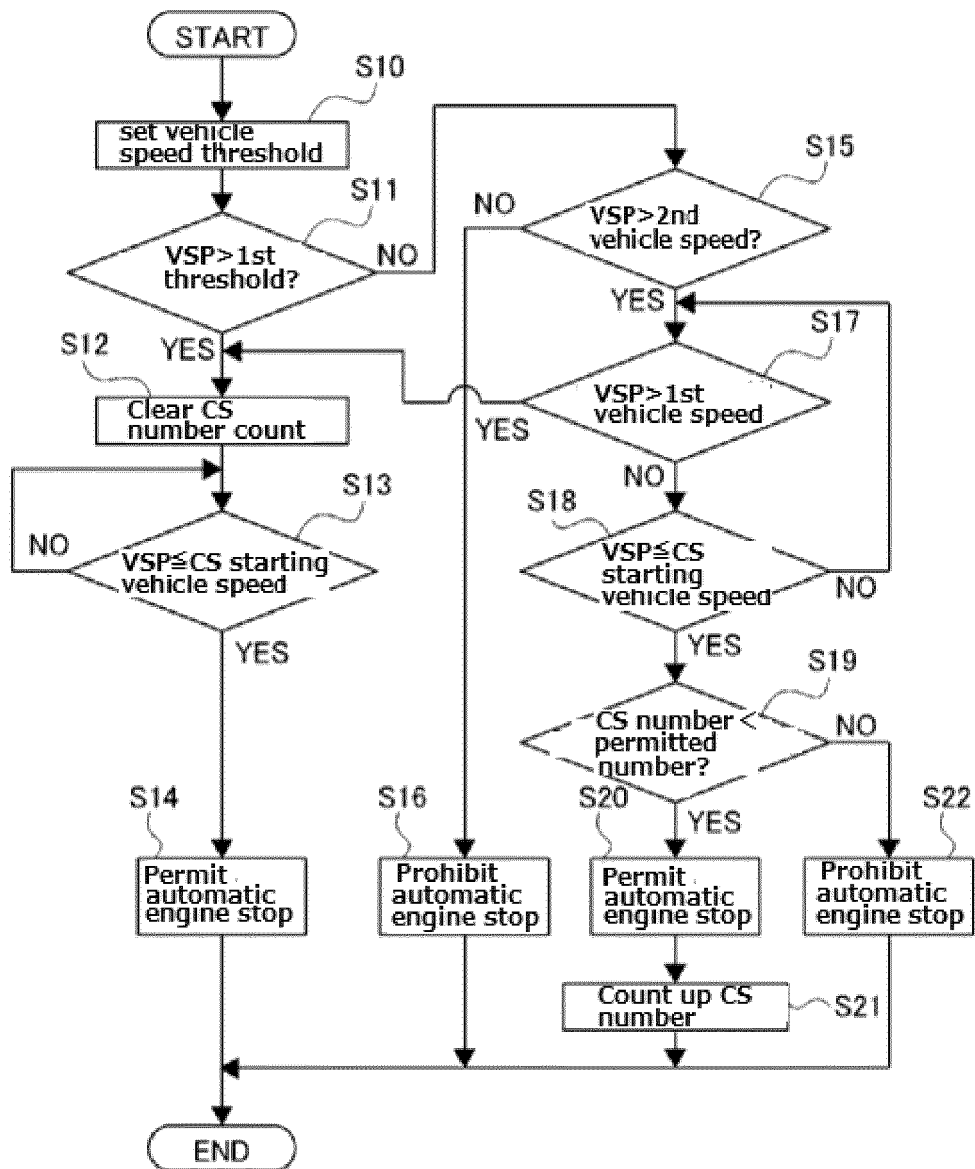 START
S10
set vehicle
speed threshold
S11
VSP>1st
threshold?
NO
YES
S12
Clear CS
number count
S13
NO
VSP≦CS starting
vehicle speed
YES
S14
Permit
automatic
engine stop
S15
NO
VSP>2nd
vehicle speed?
YES
S17
VSP>1st
vehicle speed
YES
NO
S18
VSP≦CS
starting
vehicle speed
NO
YES
S19
CS number <
permitted
number?
NO
YES
S16
Prohibit
automatic
engine stop
S20
Permit
automatic
engine stop
S22
Prohibit
automatic
engine stop
Count up CS
number
S21
END